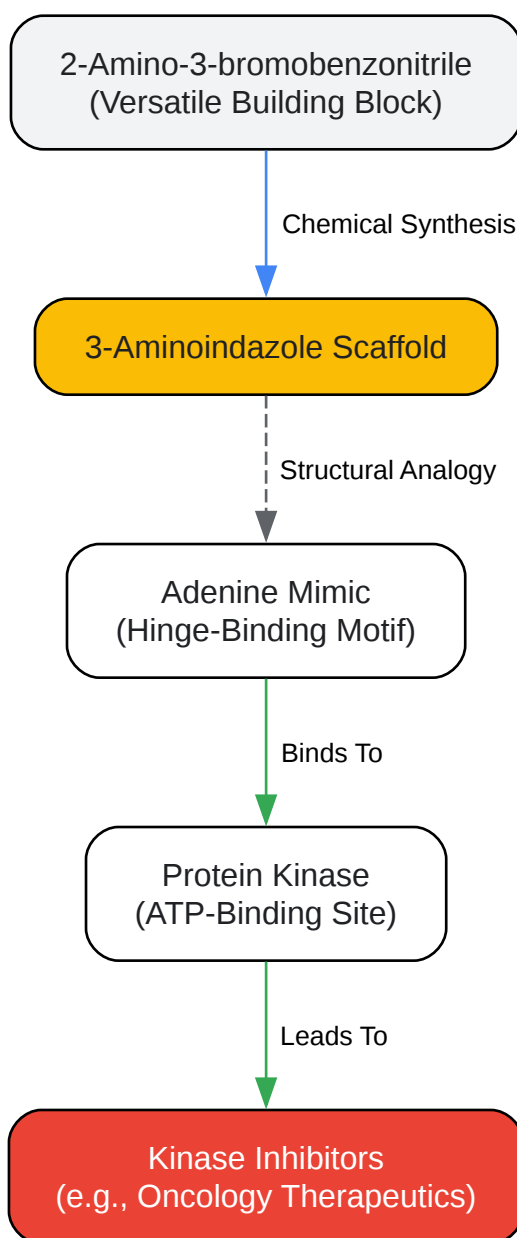 2-Amino-3-bromobenzonitrile
(Versatile Building Block)
Chemical Synthesis
3-Aminoindazole Scaffold
Structural Analogy
Adenine Mimic
(Hinge-Binding Motif)
Binds To
Protein Kinase
(ATP-Binding Site)
Leads To
Kinase Inhibitors
(e.g., Oncology Therapeutics)